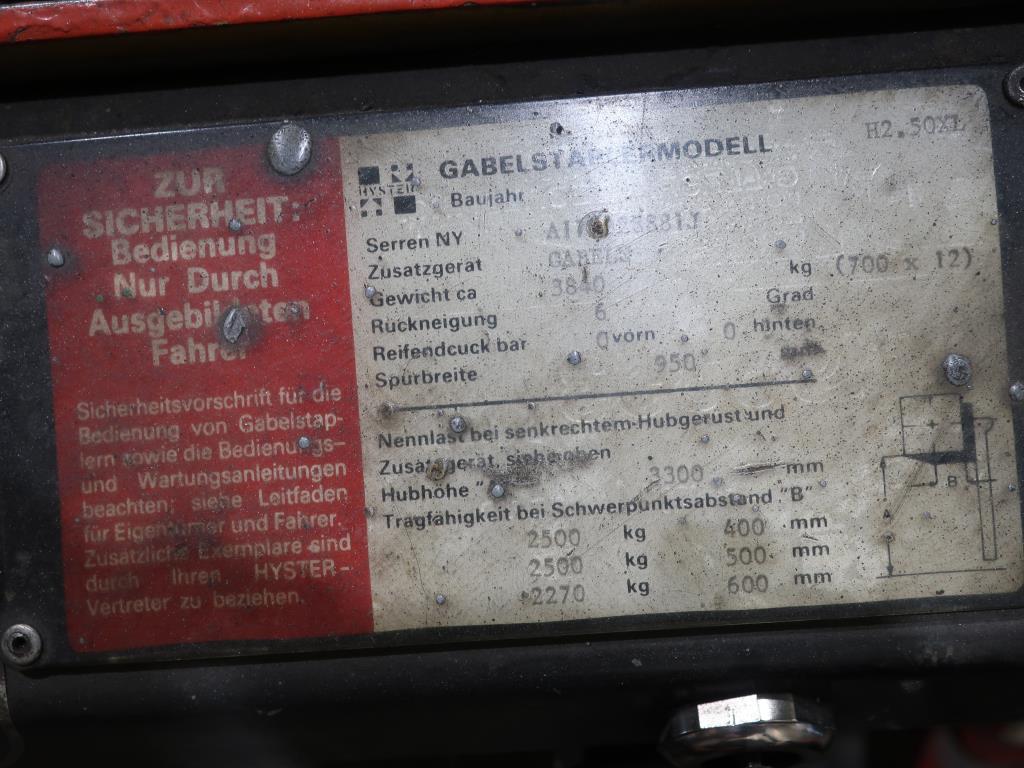 ZUR
SICHERHEIT:
Bedienung
Nur Durch
Ausgebildeten
Fahrer
Sicherheitsvorschrift für die
Bedienung von Gabelstap-
lern sowie die Bedienungs-
und Wartungsanleitungen
beachten; siehe Leitfaden
für Eigentümer und Fahrer.
Zusätzliche Exemplare sind
durch Ihren HYSTER-
Vertreter zu beziehen.
HYSTER
GABELSTAPLERMODELL H2.50XL
Baujahr
Serren NY
Zusatzgerät GABELN
Gewicht ca 3840 kg (700 x 12)
Rückneigung 6 Grad
Reifendcuck bar 0 vorn 0 hinten
Spurbreite 950
Nennlast bei senkrechtem Hubgerüst und
Zusatzgerät, siehe oben
Hubhöhe " 3300 mm
Tragfähigkeit bei Schwerpunktsabstand "B"
2500 kg 400 mm
2500 kg 500 mm
2270 kg 600 mm
B
A